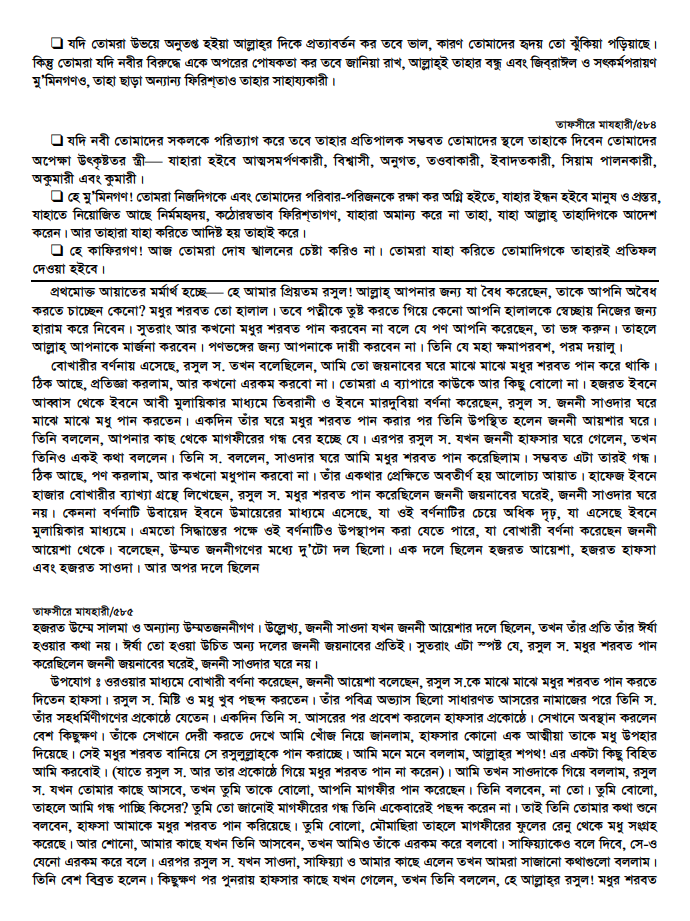 ❑ যদি তোমরা উভয়ে অনুতপ্ত হইয়া আল্লাহ্‌র দিকে প্রত্যাবর্তন কর তবে ভাল, কারণ তোমাদের হৃদয় তো ঝুঁকিয়া পড়িয়াছে।
কিন্তু তোমরা যদি নবীর বিরুদ্ধে একে অপরের পোষকতা কর তবে জানিয়া রাখ, আল্লাহ্‌ই তাহার বন্ধু এবং জিব্‌রাঈল ও সৎকর্মপরায়ণ
মু’মিনগণও, তাহা ছাড়া অন্যান্য ফিরিশ্‌তাও তাহার সাহায্যকারী।
তাফসীরে মাযহারী/৫৮৪
❑ যদি নবী তোমাদের সকলকে পরিত্যাগ করে তবে তাহার প্রতিপালক সম্ভবত তোমাদের স্থলে তাহাকে দিবেন তোমাদের
অপেক্ষা উৎকৃষ্টতর স্ত্রী— যাহারা হইবে আত্মসমর্পণকারী, বিশ্বাসী, অনুগত, তওবাকারী, ইবাদতকারী, সিয়াম পালনকারী,
অকুমারী এবং কুমারী।
❑ হে মু’মিনগণ! তোমরা নিজদিগকে এবং তোমাদের পরিবার-পরিজনকে রক্ষা কর অগ্নি হইতে, যাহার ইন্ধন হইবে মানুষ ও প্রস্তর,
যাহাতে নিয়োজিত আছে নির্মমহৃদয়, কঠোরস্বভাব ফিরিশ্‌তাগণ, যাহারা অমান্য করে না তাহা, যাহা আল্লাহ্ তাহাদিগকে আদেশ
করেন। আর তাহারা যাহা করিতে আদিষ্ট হয় তাহাই করে।
❑ হে কাফিরগণ! আজ তোমরা দোষ স্খালনের চেষ্টা করিও না। তোমরা যাহা করিতে তোমাদিগকে তাহারই প্রতিফল
দেওয়া হইবে।
প্রথমোক্ত আয়াতের মর্মার্থ হচ্ছে— হে আমার প্রিয়তম রসুল! আল্লাহ্ আপনার জন্য যা বৈধ করেছেন, তাকে আপনি অবৈধ
করতে চাচ্ছেন কেনো? মধুর শরবত তো হালাল। তবে পত্নীকে তুষ্ট করতে গিয়ে কেনো আপনি হালালকে স্বেচ্ছায় নিজের জন্য
হারাম করে নিবেন। সুতরাং আর কখনো মধুর শরবত পান করবেন না বলে যে পণ আপনি করেছেন, তা ভঙ্গ করুন। তাহলে
আল্লাহ্ আপনাকে মার্জনা করবেন। পণভঙ্গের জন্য আপনাকে দায়ী করবেন না। তিনি যে মহা ক্ষমাপরবশ, পরম দয়ালু।
বোখারীর বর্ণনায় এসেছে, রসুল স. তখন বলেছিলেন, আমি তো জয়নাবের ঘরে মাঝে মাঝে মধুর শরবত পান করে থাকি।
ঠিক আছে, প্রতিজ্ঞা করলাম, আর কখনো এরকম করবো না। তোমরা এ ব্যাপারে কাউকে আর কিছু বোলো না। হজরত ইবনে
আব্বাস থেকে ইবনে আবী মুলায়িকার মাধ্যমে তিবরানী ও ইবনে মারদুবিয়া বর্ণনা করেছেন, রসুল স. জননী সাওদার ঘরে
মাঝে মাঝে মধু পান করতেন। একদিন তাঁর ঘরে মধুর শরবত পান করার পর তিনি উপস্থিত হলেন জননী আয়শার ঘরে।
তিনি বললেন, আপনার কাছ থেকে মাগফীরের গন্ধ বের হচ্ছে যে। এরপর রসুল স. যখন জননী হাফসার ঘরে গেলেন, তখন
তিনিও একই কথা বললেন। তিনি স. বললেন, সাওদার ঘরে আমি মধুর শরবত পান করেছিলাম। সম্ভবত এটা তারই গন্ধ।
ঠিক আছে, পণ করলাম, আর কখনো মধুপান করবো না। তাঁর একথার প্রেক্ষিতে অবতীর্ণ হয় আলোচ্য আয়াত। হাফেজ ইবনে
হাজার বোখারীর ব্যাখ্যা গ্রন্থে লিখেছেন, রসুল স. মধুর শরবত পান করেছিলেন জননী জয়নাবের ঘরেই, জননী সাওদার ঘরে
নয়। কেননা বর্ণনাটি উবায়েদ ইবনে উমায়েরের মাধ্যমে এসেছে, যা ওই বর্ণনাটির চেয়ে অধিক দৃঢ়, যা এসেছে ইবনে
মুলায়িকার মাধ্যমে। এমতো সিদ্ধান্তের পক্ষে ওই বর্ণনাটিও উপস্থাপন করা যেতে পারে, যা বোখারী বর্ণনা করেছেন জননী
আয়েশা থেকে। বলেছেন, উম্মত জননীগণের মধ্যে দু’টো দল ছিলো। এক দলে ছিলেন হজরত আয়েশা, হজরত হাফসা
এবং হজরত সাওদা। আর অপর দলে ছিলেন
তাফসীরে মাযহারী/৫৮৫
হজরত উম্মে সালমা ও অন্যান্য উম্মতজননীগণ। উল্লেখ্য, জননী সাওদা যখন জননী আয়েশার দলে ছিলেন, তখন তাঁর প্রতি তাঁর ঈর্ষা
হওয়ার কথা নয়। ঈর্ষা তো হওয়া উচিত অন্য দলের জননী জয়নাবের প্রতিই। সুতরাং এটা স্পষ্ট যে, রসুল স. মধুর শরবত পান
করেছিলেন জননী জয়নাবের ঘরেই, জননী সাওদার ঘরে নয়।
উপযোগ ঃ ওরওয়ার মাধ্যমে বোখারী বর্ণনা করেছেন, জননী আয়েশা বলেছেন, রসুল স.কে মাঝে মাঝে মধুর শরবত পান করতে
দিতেন হাফসা। রসুল স. মিষ্টি ও মধু খুব পছন্দ করতেন। তাঁর পবিত্র অভ্যাস ছিলো সাধারণত আসরের নামাজের পরে তিনি স.
তাঁর সহধর্মিণীগণের প্রকোষ্ঠে যেতেন। একদিন তিনি স. আসরের পর প্রবেশ করলেন হাফসার প্রকোষ্ঠে। সেখানে অবস্থান করলেন
বেশ কিছুক্ষণ। তাঁকে সেখানে দেরী করতে দেখে আমি খোঁজ নিয়ে জানলাম, হাফসার কোনো এক আত্মীয়া তাকে মধু উপহার
দিয়েছে। সেই মধুর শরবত বানিয়ে সে রসুলুল্লাহ্‌কে পান করাচ্ছে। আমি মনে মনে বললাম, আল্লাহ্‌র শপথ! এর একটা কিছু বিহিত
আমি করবোই। (যাতে রসুল স. আর তার প্রকোষ্ঠে গিয়ে মধুর শরবত পান না করেন)। আমি তখন সাওদাকে গিয়ে বললাম, রসুল
স. যখন তোমার কাছে আসবে, তখন তুমি তাকে বোলো, আপনি মাগফীর পান করেছেন। তিনি বলবেন, না তো। তুমি বোলো,
তাহলে আমি গন্ধ পাচ্ছি কিসের? তুমি তো জানোই মাগফীরের গন্ধ তিনি একেবারেই পছন্দ করেন না। তাই তিনি তোমার কথা শুনে
বলবেন, হাফসা আমাকে মধুর শরবত পান করিয়েছে। তুমি বোলো, মৌমাছিরা তাহলে মাগফীরের ফুলের রেনু থেকে মধু সংগ্রহ
করেছে। আর শোনো, আমার কাছে যখন তিনি আসবেন, তখন আমিও তাঁকে এরকম করে বলবো। সাফিয়্যাকেও বলে দিবে, সে-ও
যেনো এরকম করে বলে। এরপর রসুল স. যখন সাওদা, সাফিয়্যা ও আমার কাছে এলেন তখন আমরা সাজানো কথাগুলো বললাম।
তিনি বেশ বিব্রত হলেন। কিছুক্ষণ পর পুনরায় হাফসার কাছে যখন গেলেন, তখন তিনি বললেন, হে আল্লাহ্‌র রসুল! মধুর শরবত